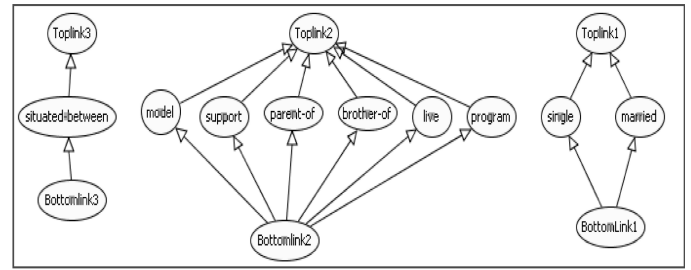 Toplink3 Toplink2 Toplink1
situated-between model support parent-of brother-of live program single married
Bottomlink3 Bottomlink2 BottomLink1